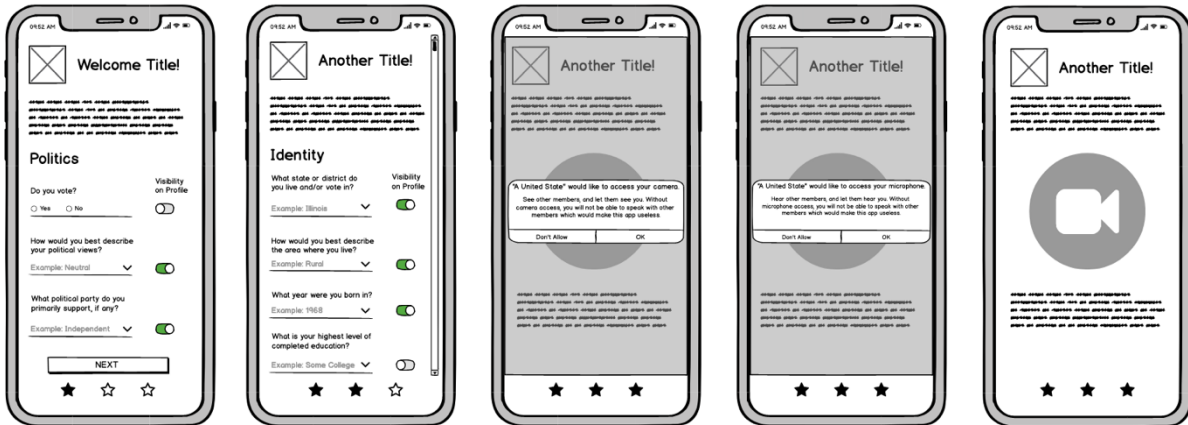 09:52 AM
Welcome Title!
Politics
Visibility
on Profile
Do you vote?
Yes No
How would you best describe
your political views?
Example: Neutral
What political party do you
primarily support, if any?
Example: Independent
NEXT
09:52 AM
Another Title!
Identity
What state or district do
you live and/or vote in?
Visibility
on Profile
Example: Illinois
How would you best describe
the area where you live?
Example: Rural
What year were you born in?
Example: 1968
What is your highest level of
completed education?
Example: Some College
09:52 AM
Another Title!
"A United State" would like to access your camera.
See other members, and let them see you. Without
camera access, you will not be able to speak with other
members which would make this app useless.
Don't Allow OK
09:52 AM
Another Title!
"A United State" would like to access your microphone.
Hear other members, and let them hear you. Without
microphone access, you will not be able to speak with other
members which would make this app useless.
Don't Allow OK
09:52 AM
Another Title!